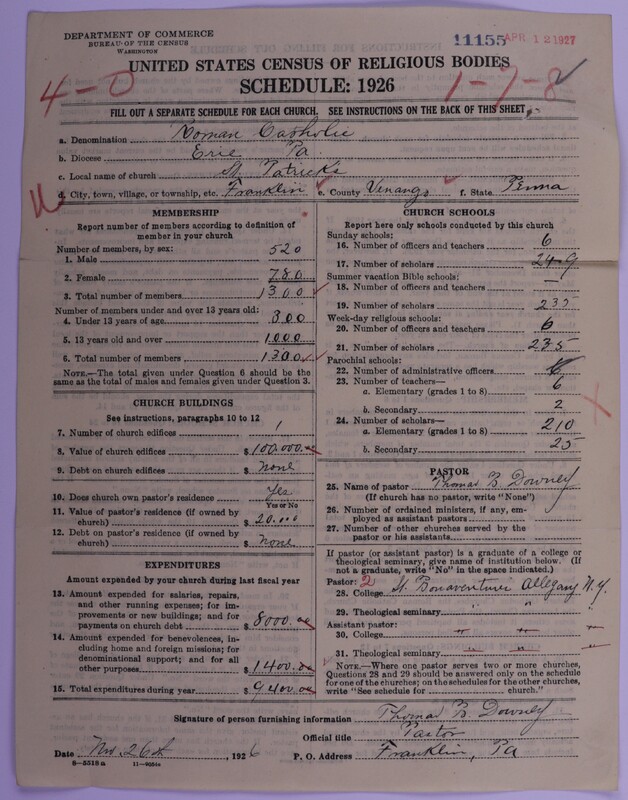 DEPARTMENT OF COMMERCE
BUREAU OF THE CENSUS
WASHINGTON
11155 APR 12 1927
UNITED STATES CENSUS OF RELIGIOUS BODIES
SCHEDULE: 1926
4-0
1-7-8
FILL OUT A SEPARATE SCHEDULE FOR EACH CHURCH. SEE INSTRUCTIONS ON THE BACK OF THIS SHEET
a. Denomination Roman Catholic
b. Diocese Erie Pa.
c. Local name of church St. Patrick's
d. City, town, village, or township, etc. Franklin e. County Venango f. State Penna
MEMBERSHIP
Report number of members according to definition of member in your church
Number of members, by sex:
1. Male 520
2. Female 780
3. Total number of members 1300
Number of members under and over 13 years old:
4. Under 13 years of age 300
5. 13 years old and over 1000
6. Total number of members 1300
NOTE.—The total given under Question 6 should be the same as the total of males and females given under Question 3.
CHURCH BUILDINGS
See instructions, paragraphs 10 to 12
7. Number of church edifices 1
8. Value of church edifices $ 100.000.
9. Debt on church edifices $ None
10. Does church own pastor's residence Yes
Yes or No
11. Value of pastor's residence (if owned by church) $ 20.000
12. Debt on pastor's residence (if owned by church) $ None
EXPENDITURES
Amount expended by your church during last fiscal year
13. Amount expended for salaries, repairs, and other running expenses; for improvements or new buildings; and for payments on church debt $ 8000.00
14. Amount expended for benevolences, including home and foreign missions; for denominational support; and for all other purposes $ 1400.00
15. Total expenditures during year $ 9400.00
CHURCH SCHOOLS
Report here only schools conducted by this church
Sunday schools:
16. Number of officers and teachers 6
17. Number of scholars
Summer vacation Bible schools:
18. Number of officers and teachers —
19. Number of scholars 235
Week-day religious schools:
20. Number of officers and teachers 6
21. Number of scholars 235
Parochial schools:
22. Number of administrative officers
23. Number of teachers—
a. Elementary (grades 1 to 8) 6
b. Secondary 2
24. Number of scholars—
a. Elementary (grades 1 to 8) 210
b. Secondary 25
PASTOR
25. Name of pastor Thomas B. Downey
(If church has no pastor, write "None")
26. Number of ordained ministers, if any, employed as assistant pastors
27. Number of other churches served by the pastor or his assistants
If pastor (or assistant pastor) is a graduate of a college or theological seminary, give name of institution below. (If not a graduate, write "No" in the space indicated.)
Pastor: 2
28. College St. Bonaventure Allegany N.Y.
29. Theological seminary " "
Assistant pastor:
30. College " "
31. Theological seminary " "
NOTE.—Where one pastor serves two or more churches, Questions 28 and 29 should be answered only on the schedule for one of the churches; on the schedules for the other churches, write "See schedule for church."
Signature of person furnishing information Thomas B. Downey
Official title Pastor
Date Nov. 26th, 1926 P. O. Address Franklin, Pa
8—5518a 11—9554a